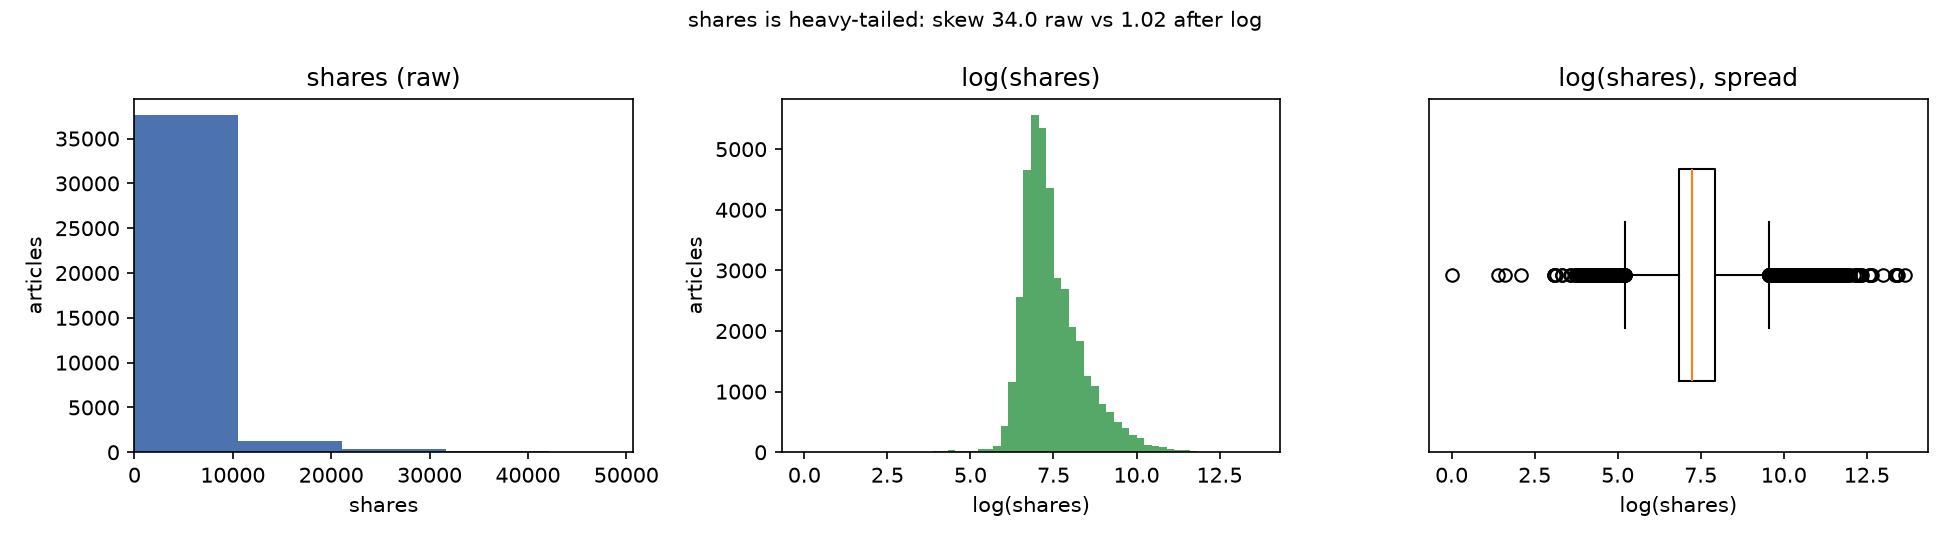 shares is heavy-tailed: skew 34.0 raw vs 1.02 after log
shares (raw)
articles
35000
30000
25000
20000
15000
10000
5000
0
0 10000 20000 30000 40000 50000
shares
log(shares)
articles
5000
4000
3000
2000
1000
0
0.0 2.5 5.0 7.5 10.0 12.5
log(shares)
log(shares), spread
0.0 2.5 5.0 7.5 10.0 12.5
log(shares)